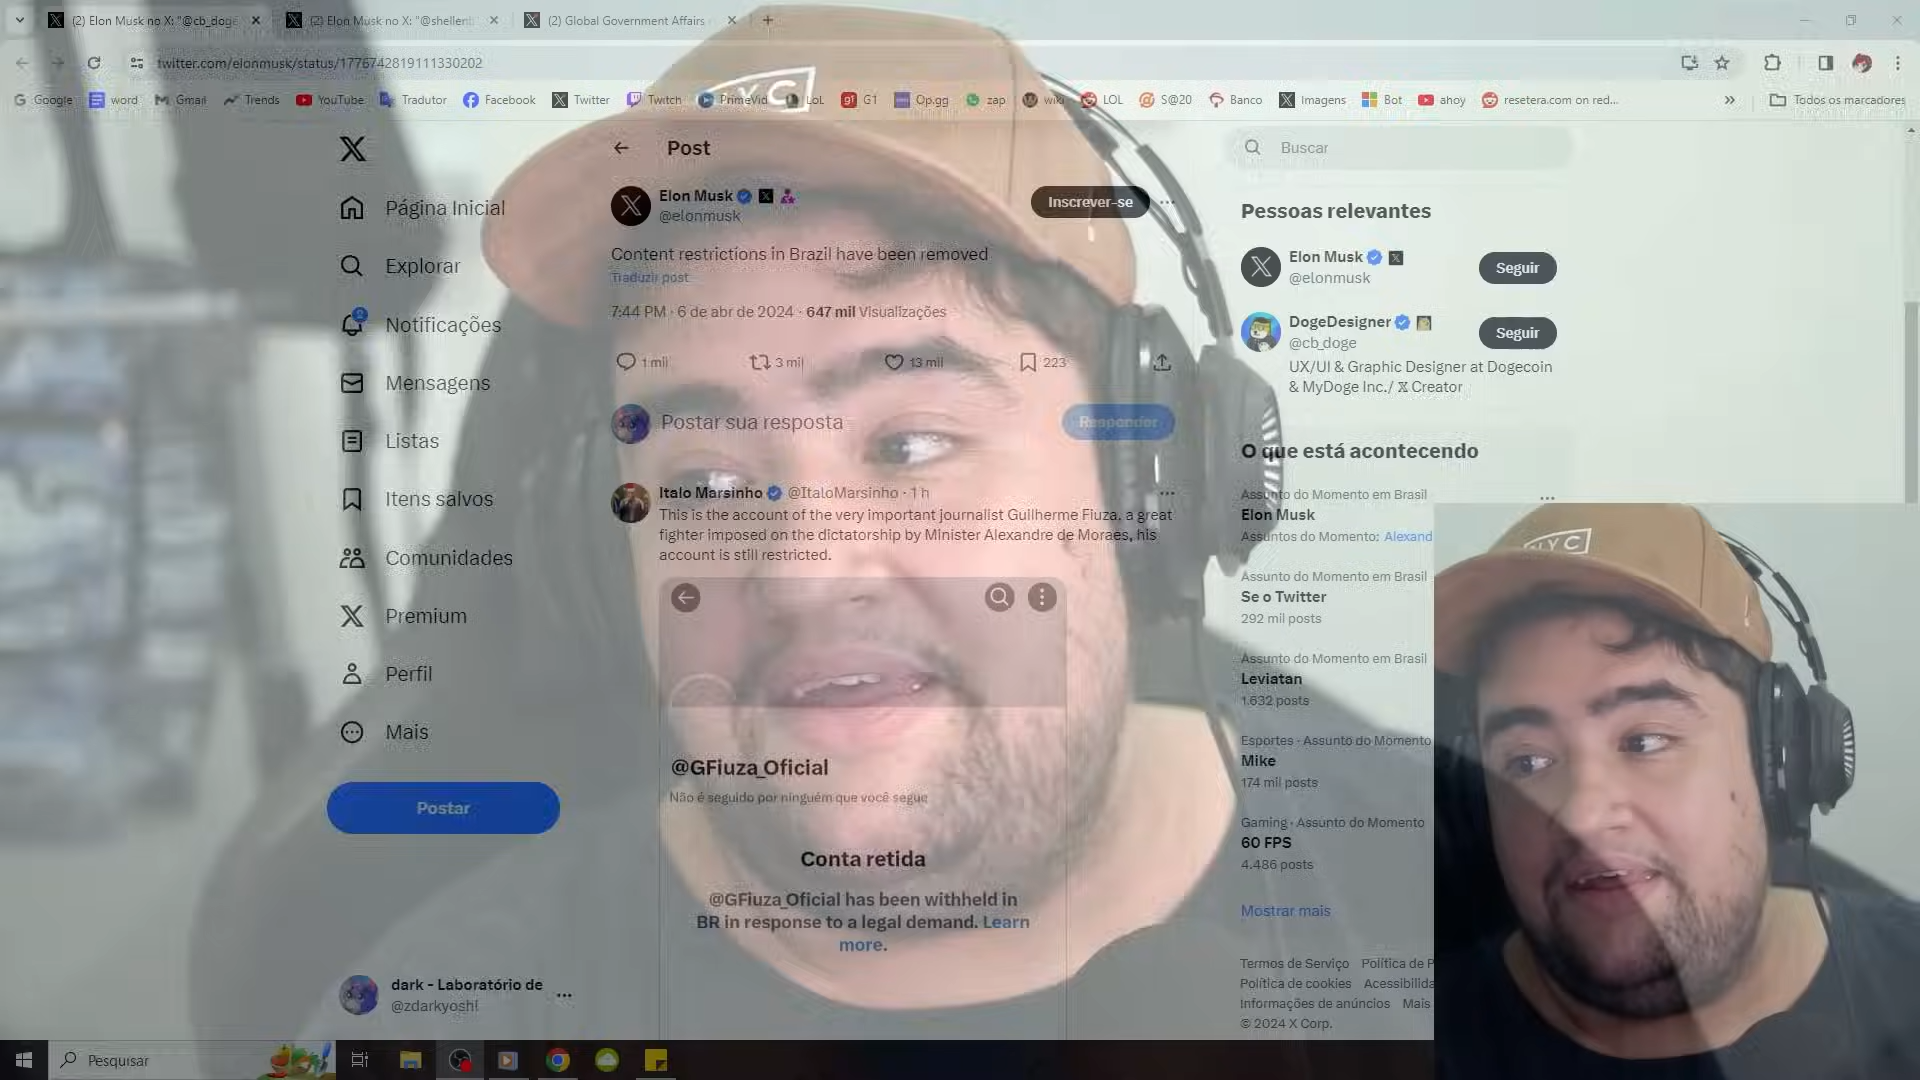 (2) Elon Musk no X: "@cb_doge
(2) Elon Musk no X: "@shellenb
(2) Global Government Affairs n
twitter.com/elonmusk/status/1776742819111330202
Google
word
Gmail
Trends
YouTube
Tradutor
Facebook
Twitter
Twitch
PrimeVid
LoL
G1
Op.gg
zap
wiki
LOL
S@20
Banco
Imagens
Bot
ahoy
resetera.com on red...
Todos os marcadores
Página Inicial
Explorar
Notificações
Mensagens
Listas
Itens salvos
Comunidades
Premium
Perfil
Mais
Postar
dark - Laboratório de
@zdarkyoshi
Post
Elon Musk
@elonmusk
Inscrever-se
Content restrictions in Brazil have been removed
Traduzir post
7:44 PM · 6 de abr de 2024 · 647 mil Visualizações
1 mil
3 mil
13 mil
223
Postar sua resposta
Responder
Italo Marsinho @ItaloMarsinho · 1 h
This is the account of the very important journalist Guilherme Fiuza, a great
fighter imposed on the dictatorship by Minister Alexandre de Moraes, his
account is still restricted.
@GFiuza_Oficial
Não é seguido por ninguém que você segue
Conta retida
@GFiuza_Oficial has been withheld in
BR in response to a legal demand. Learn
more.
Buscar
Pessoas relevantes
Elon Musk
@elonmusk
Seguir
DogeDesigner
@cb_doge
Seguir
UX/UI & Graphic Designer at Dogecoin
& MyDoge Inc./ 𝕏 Creator
O que está acontecendo
Assunto do Momento em Brasil
Elon Musk
Assuntos do Momento: Alexand
Assunto do Momento em Brasil
Se o Twitter
292 mil posts
Assunto do Momento em Brasil
Leviatan
1.632 posts
Esportes · Assunto do Momento
Mike
174 mil posts
Gaming · Assunto do Momento
60 FPS
4.486 posts
Mostrar mais
Termos de Serviço Política de P
Política de cookies Acessibilida
Informações de anúncios Mais
© 2024 X Corp.
Pesquisar